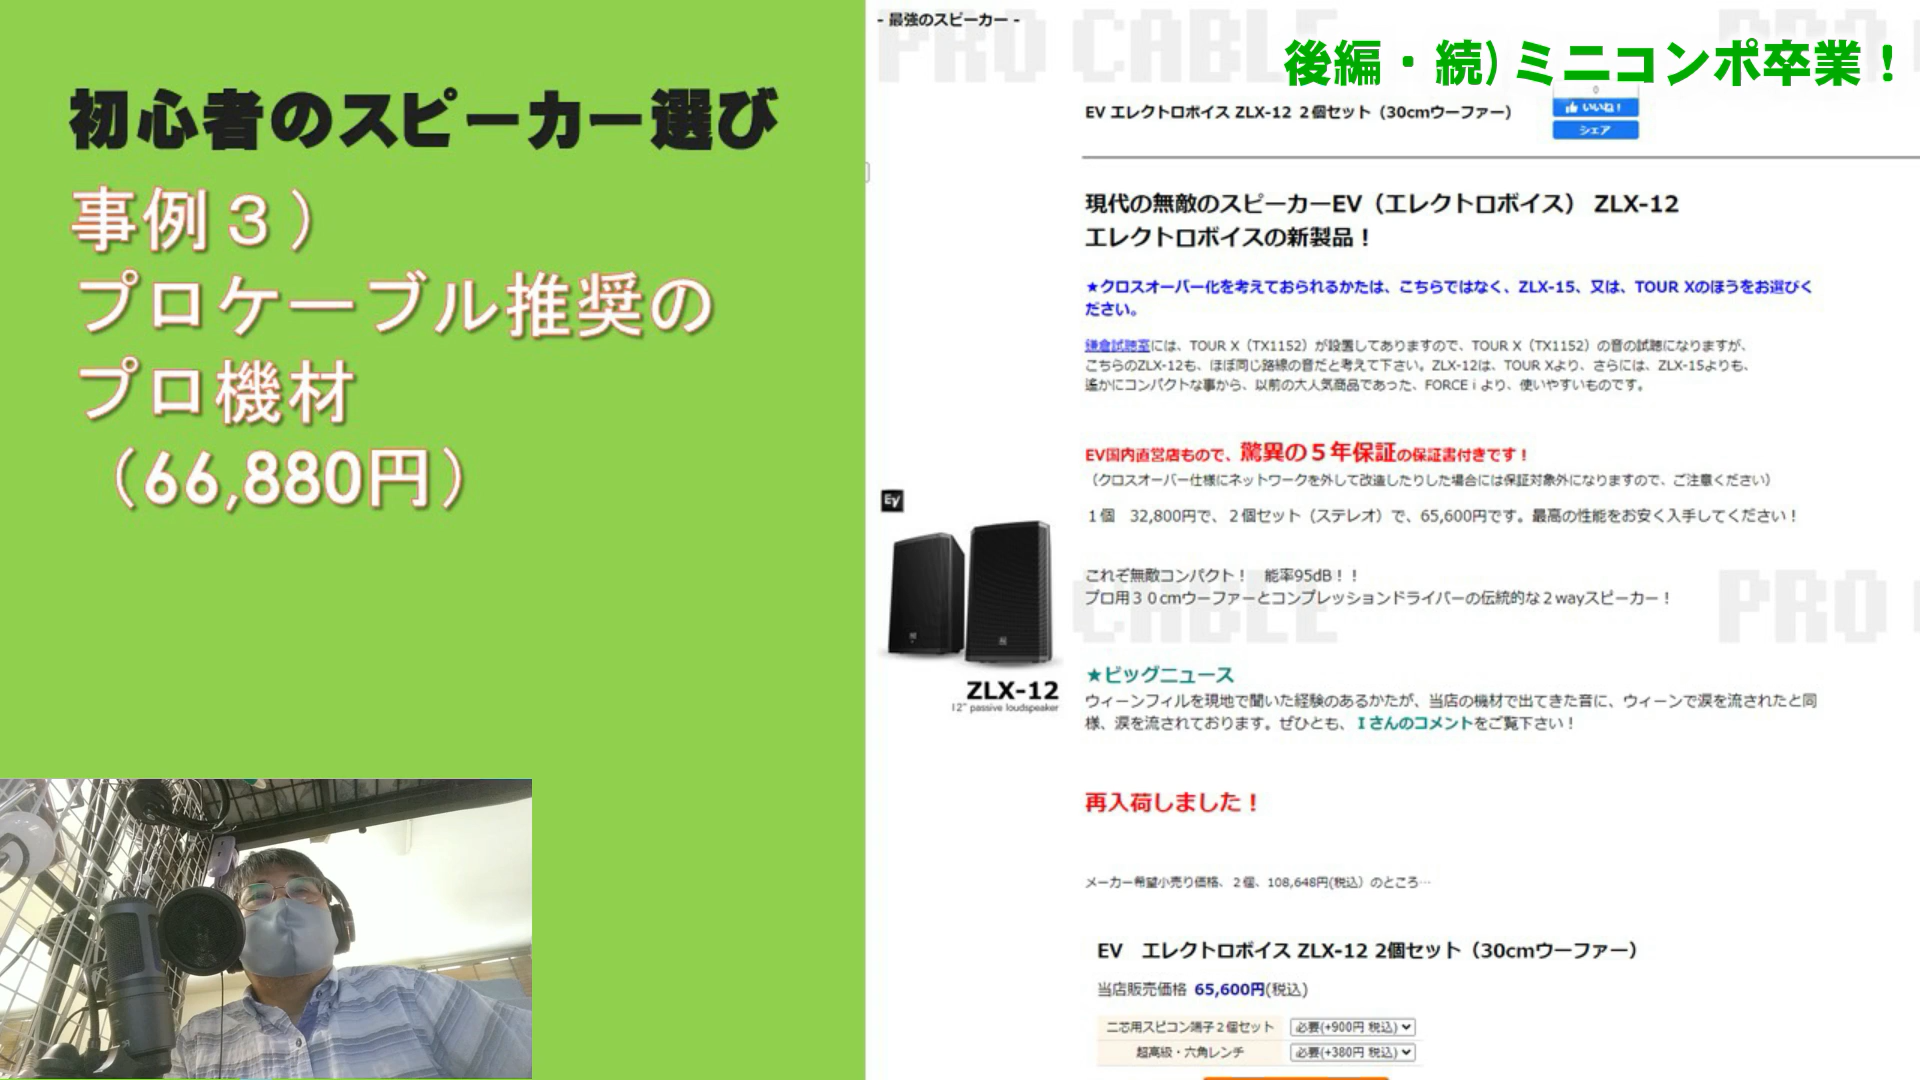 初心者のスピーカー選び
事例３）
プロケーブル推奨の
プロ機材
（66,880円）
- 最強のスピーカー -
PRO CABLE
後編・続) ミニコンポ卒業！
EV エレクトロボイス ZLX-12 ２個セット（30cmウーファー）
0
いいね！
シェア
現代の無敵のスピーカーEV（エレクトロボイス） ZLX-12
エレクトロボイスの新製品！
★クロスオーバー化を考えておられるかたは、こちらではなく、ZLX-15、又は、TOUR Xのほうをお選びく
ださい。
鎌倉試聴室には、TOUR X（TX1152）が設置してありますので、TOUR X（TX1152）の音の試聴になりますが、
こちらのZLX-12も、ほぼ同じ路線の音だと考えて下さい。ZLX-12は、TOUR Xより、さらには、ZLX-15よりも、
遙かにコンパクトな事から、以前の大人気商品であった、FORCE i より、使いやすいものです。
EV国内直営店もので、驚異の５年保証の保証書付きです！
（クロスオーバー仕様にネットワークを外して改造したりした場合には保証対象外になりますので、ご注意ください）
１個　32,800円で、２個セット（ステレオ）で、65,600円です。最高の性能をお安く入手してください！
EV
これぞ無敵コンパクト！　能率95dB！！
プロ用３０cmウーファーとコンプレッションドライバーの伝統的な２wayスピーカー！
CABLE
PRO
ZLX-12
12" passive loudspeaker
★ビッグニュース
ウィーンフィルを現地で聞いた経験のあるかたが、当店の機材で出てきた音に、ウィーンで涙を流されたと同
様、涙を流されております。ぜひとも、Ｉさんのコメントをご覧下さい！
再入荷しました！
メーカー希望小売り価格、２個、108,648円(税込）のところ…
EV　エレクトロボイス ZLX-12 2個セット（30cmウーファー）
当店販売価格 65,600円(税込)
二芯用スピコン端子２個セット 必要(+900円 税込)
超高級・六角レンチ 必要(+380円 税込)